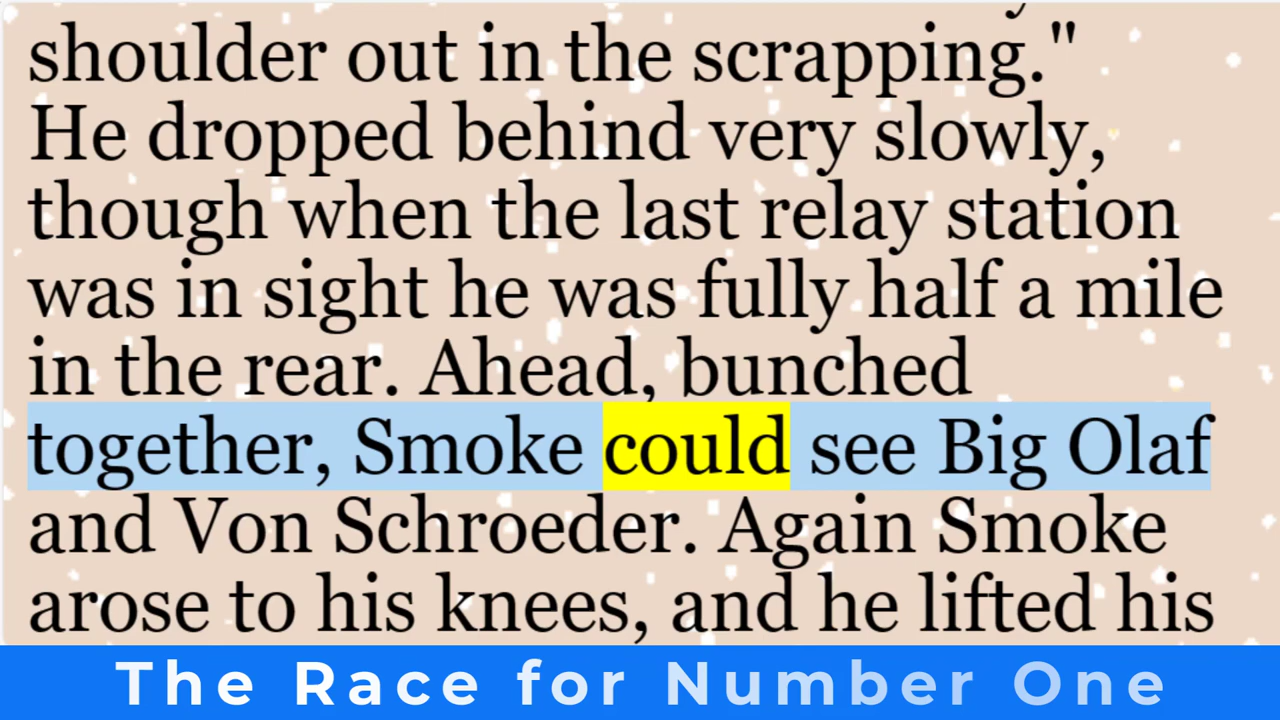 shoulder out in the scrapping."
He dropped behind very slowly,
though when the last relay station
was in sight he was fully half a mile
in the rear. Ahead, bunched
together, Smoke could see Big Olaf
and Von Schroeder. Again Smoke
arose to his knees, and he lifted his
The Race for Number One